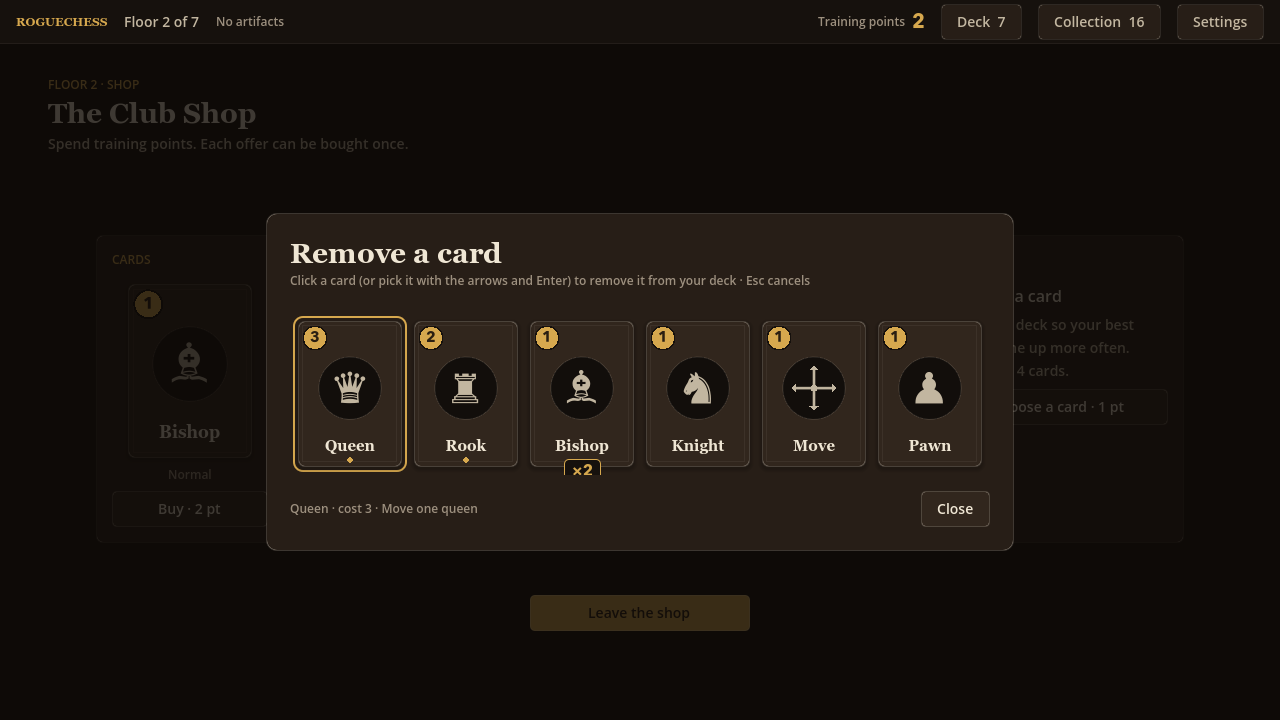 ROGUECHESS Floor 2 of 7 No artifacts Training points 2 Deck 7 Collection 16 Settings
FLOOR 2 · SHOP
The Club Shop
Spend training points. Each offer can be bought once.
CARDS
1
Bishop
Normal
Buy · 2 pt
Remove a card
Click a card (or pick it with the arrows and Enter) to remove it from your deck · Esc cancels
3 2 1 1 1 1
Queen Rook Bishop Knight Move Pawn
×2
Queen · cost 3 · Move one queen
Close
a card
deck so your best
up more often.
4 cards.
a card · 1 pt
Leave the shop